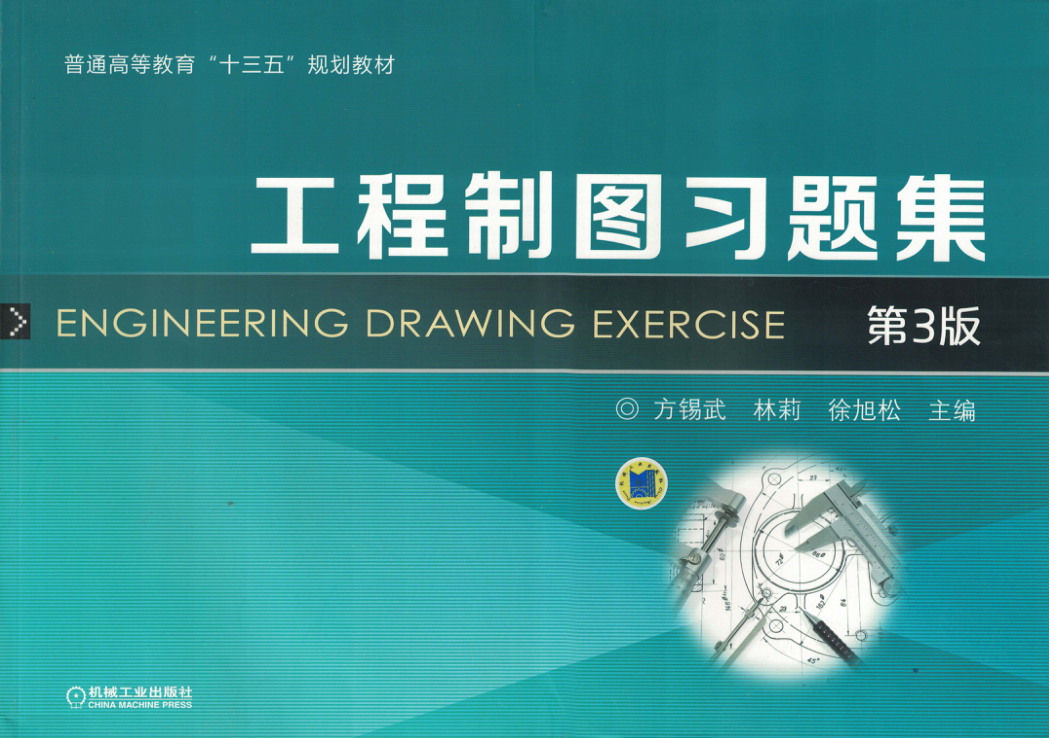 普通高等教育“十三五”规划教材
工程制图习题集
ENGINEERING DRAWING EXERCISE 第3版
◎ 方锡武 林莉 徐旭松 主编
机械工业出版社
CHINA MACHINE PRESS